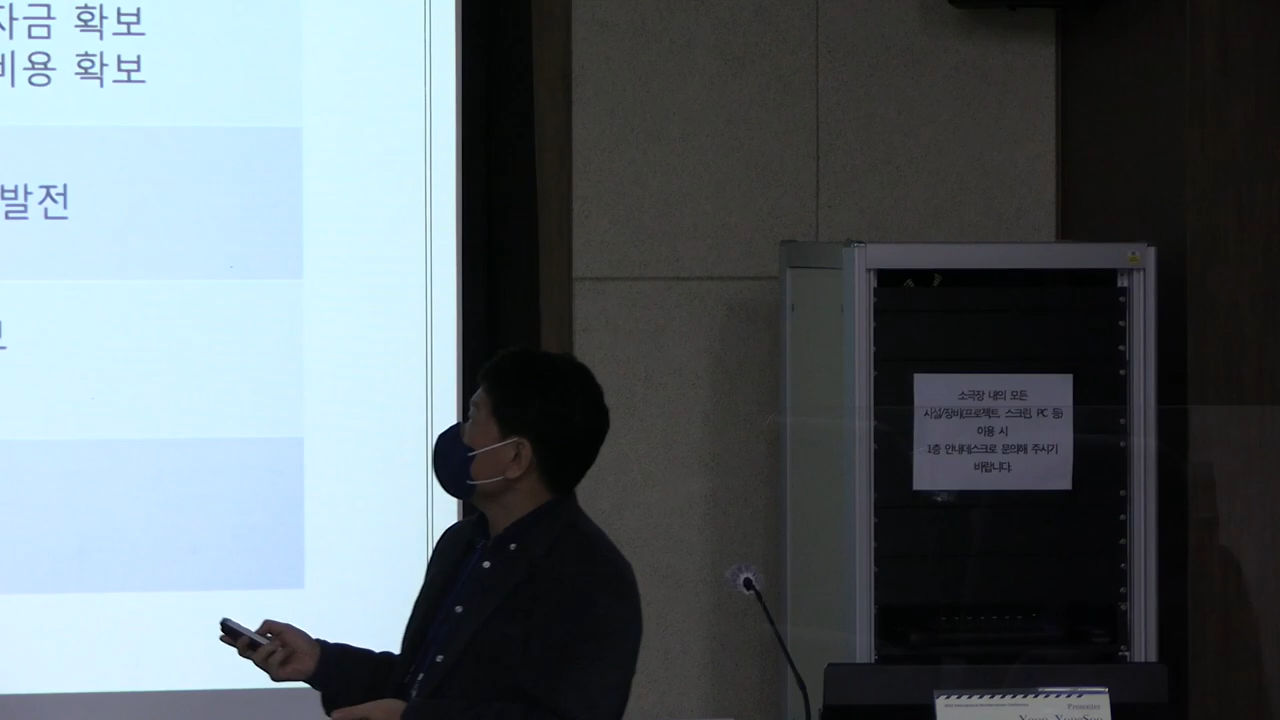 자금 확보
비용 확보
발전
소극장 내의 모든
시설/장비(프로젝트, 스크린, PC 등)
이용 시
1층 안내데스크로 문의해 주시기
바랍니다.
Presenter